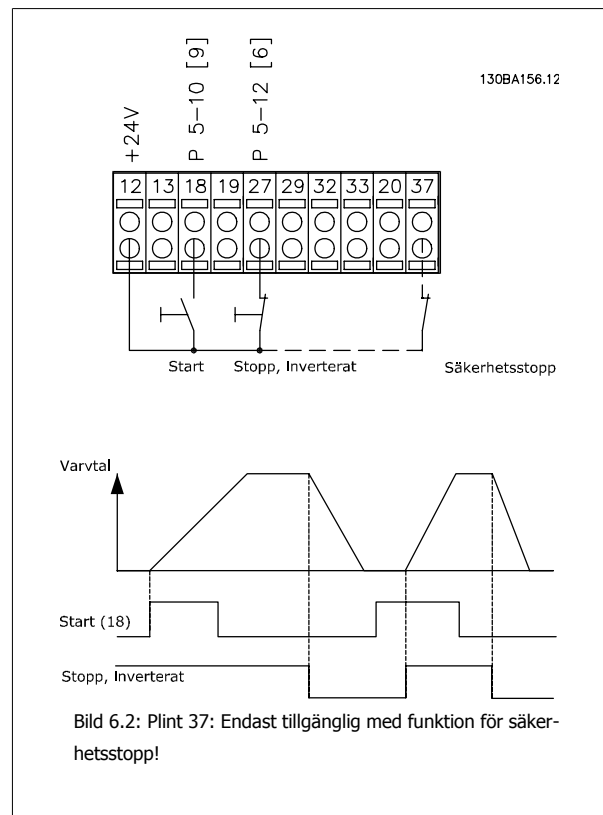 130BA156.12
+24V
P 5-10 [9]
P 5-12 [6]
12 13 18 19 27 29 32 33 20 37
Start Stopp, Inverterat Säkerhetsstopp
Varvtal
Start (18)
Stopp, Inverterat
Bild 6.2: Plint 37: Endast tillgänglig med funktion för säker-
hetsstopp!